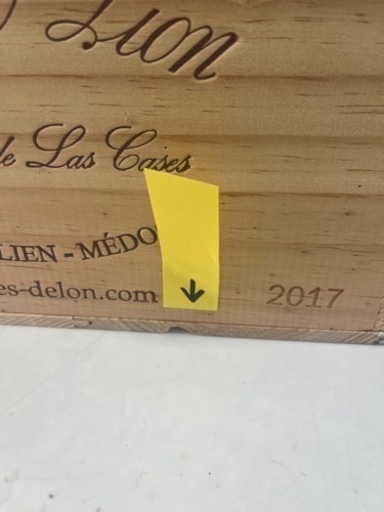 Lion
de Las Cases
LIEN - MÉDO
es-delon.com
2017